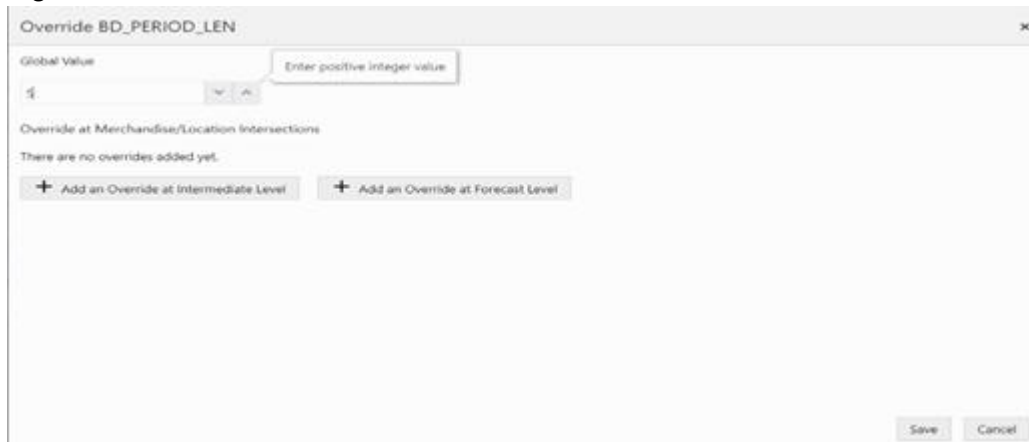 Override BD_PERIOD_LEN
×
Global Value
Enter positive integer value
5
Override at Merchandise/Location Intersections
There are no overrides added yet.
+ Add an Override at Intermediate Level + Add an Override at Forecast Level
Save Cancel